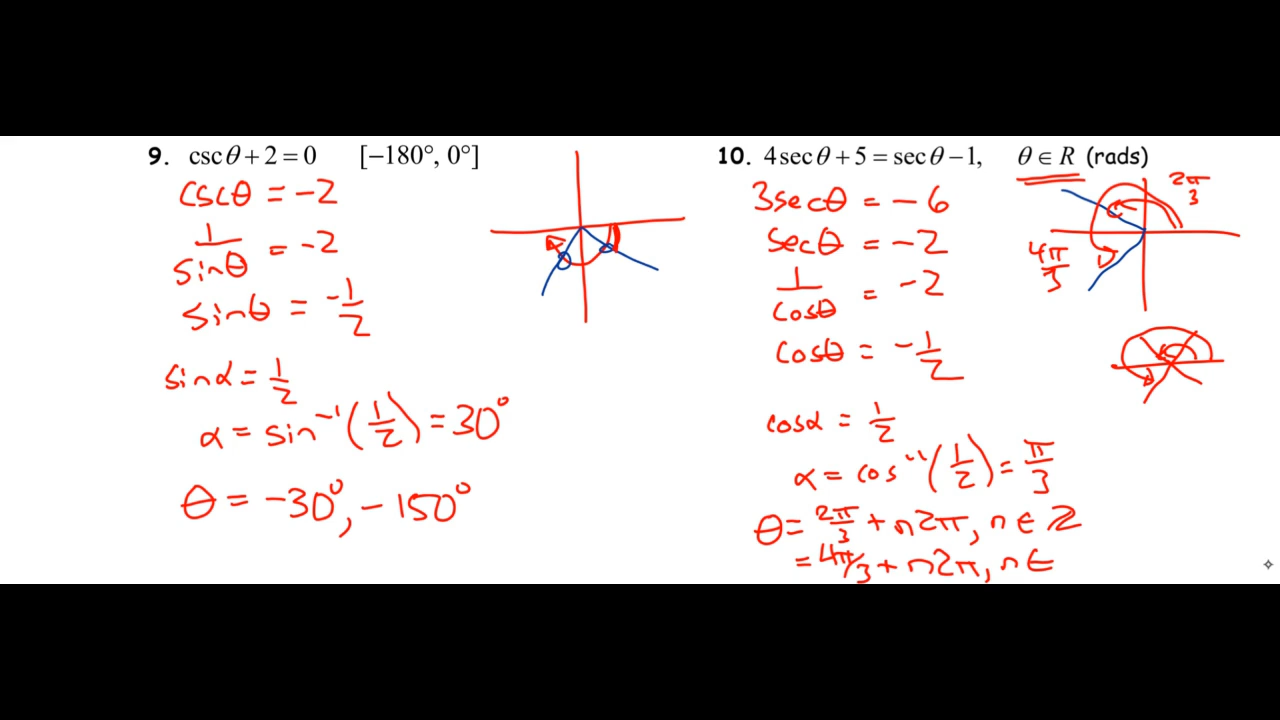 9. cscθ + 2 = 0 [−180°, 0°]
cscθ = −2
1/sinθ = −2
sinθ = −1/2
sinα = 1/2
α = sin⁻¹(1/2) = 30°
θ = −30°, −150°
10. 4secθ + 5 = secθ − 1, θ ∈ R (rads)
3secθ = −6
secθ = −2
1/cosθ = −2
cosθ = −1/2
cosα = 1/2
α = cos⁻¹(1/2) = π/3
θ = 2π/3 + n2π, n ∈ ℤ
= 4π/3 + n2π, n ∈
2π/3
4π/3